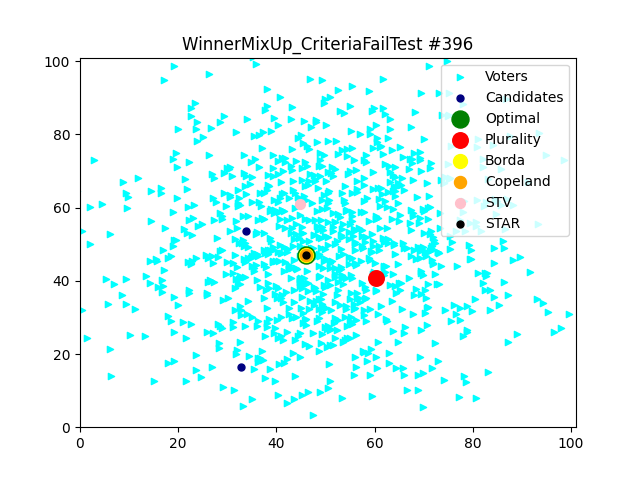 WinnerMixUp_CriteriaFailTest #396
100
80
60
40
20
0
0
20
40
60
80
100
Voters
Candidates
Optimal
Plurality
Borda
Copeland
STV
STAR